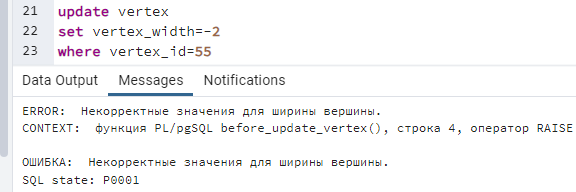 21 update vertex
22 set vertex_width=-2
23 where vertex_id=55
Data Output Messages Notifications
ERROR: Некорректные значения для ширины вершины.
CONTEXT: функция PL/pgSQL before_update_vertex(), строка 4, оператор RAISE
ОШИБКА: Некорректные значения для ширины вершины.
SQL state: P0001